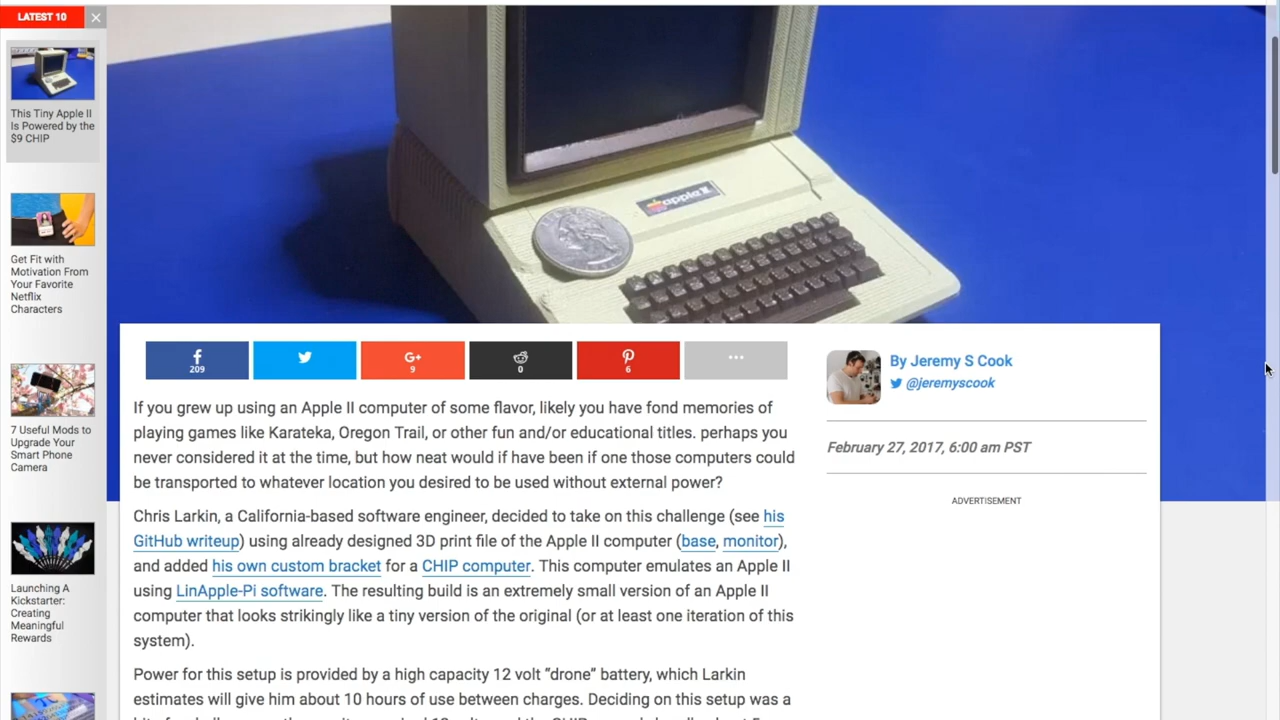 LATEST 10
This Tiny Apple II
Is Powered by the
$9 CHIP
Get Fit with
Motivation From
Your Favorite
Netflix
Characters
7 Useful Mods to
Upgrade Your
Smart Phone
Camera
Launching A
Kickstarter:
Creating
Meaningful
Rewards
apple II
209
G+
9
0
6
If you grew up using an Apple II computer of some flavor, likely you have fond memories of
playing games like Karateka, Oregon Trail, or other fun and/or educational titles. perhaps you
never considered it at the time, but how neat would if have been if one those computers could
be transported to whatever location you desired to be used without external power?
Chris Larkin, a California-based software engineer, decided to take on this challenge (see his
GitHub writeup) using already designed 3D print file of the Apple II computer (base, monitor),
and added his own custom bracket for a CHIP computer. This computer emulates an Apple II
using LinApple-Pi software. The resulting build is an extremely small version of an Apple II
computer that looks strikingly like a tiny version of the original (or at least one iteration of this
system).
Power for this setup is provided by a high capacity 12 volt "drone" battery, which Larkin
estimates will give him about 10 hours of use between charges. Deciding on this setup was a
By Jeremy S Cook
@jeremyscook
February 27, 2017, 6:00 am PST
ADVERTISEMENT